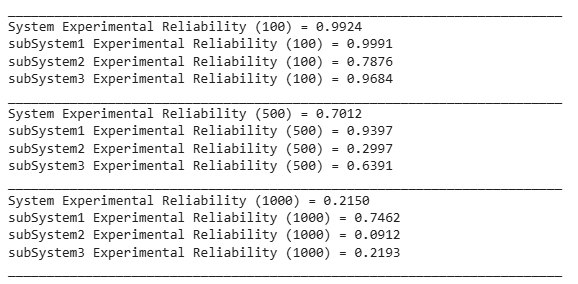 System Experimental Reliability (100) = 0.9924
subSystem1 Experimental Reliability (100) = 0.9991
subSystem2 Experimental Reliability (100) = 0.7876
subSystem3 Experimental Reliability (100) = 0.9684
System Experimental Reliability (500) = 0.7012
subSystem1 Experimental Reliability (500) = 0.9397
subSystem2 Experimental Reliability (500) = 0.2997
subSystem3 Experimental Reliability (500) = 0.6391
System Experimental Reliability (1000) = 0.2150
subSystem1 Experimental Reliability (1000) = 0.7462
subSystem2 Experimental Reliability (1000) = 0.0912
subSystem3 Experimental Reliability (1000) = 0.2193